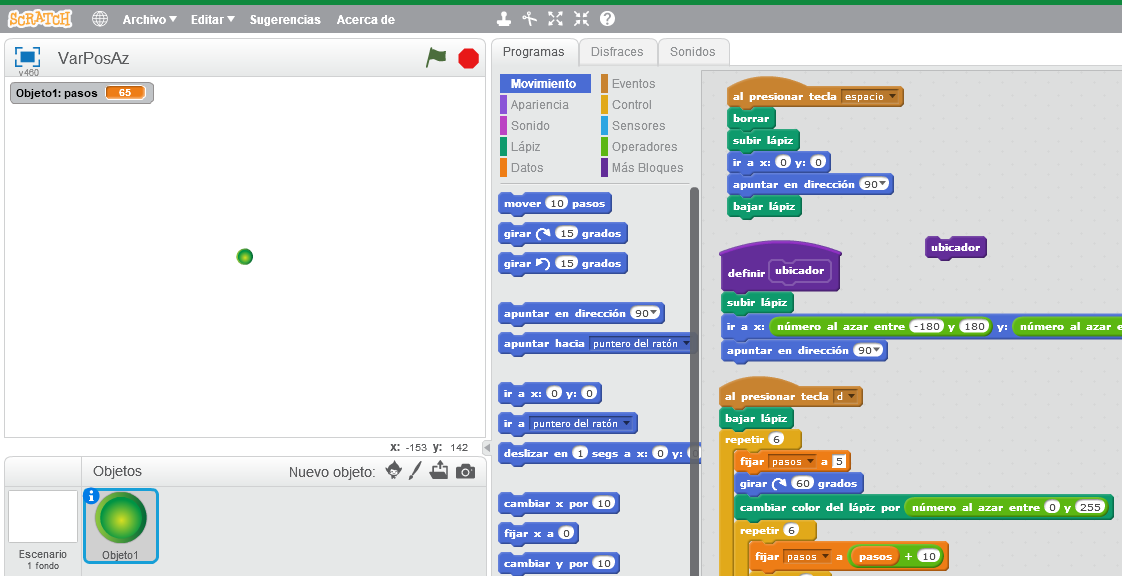 SCRATCH Archivo Editar Sugerencias Acerca de
v460 VarPosAz
Objeto1: pasos 65
x: -153 y: 142
Objetos Nuevo objeto:
Escenario
1 fondo
Objeto1
Programas Disfraces Sonidos
Movimiento Eventos
Apariencia Control
Sonido Sensores
Lápiz Operadores
Datos Más Bloques
mover 10 pasos
girar 15 grados
girar 15 grados
apuntar en dirección 90
apuntar hacia puntero del ratón
ir a x: 0 y: 0
ir a puntero del ratón
deslizar en 1 segs a x: 0 y:
cambiar x por 10
fijar x a 0
cambiar y por 10
al presionar tecla espacio
borrar
subir lápiz
ir a x: 0 y: 0
apuntar en dirección 90
bajar lápiz
ubicador
definir ubicador
subir lápiz
ir a x: número al azar entre -180 y 180 y: número al azar
apuntar en dirección 90
al presionar tecla d
bajar lápiz
repetir 6
fijar pasos a 5
girar 60 grados
cambiar color del lápiz por número al azar entre 0 y 255
repetir 6
fijar pasos a pasos + 10